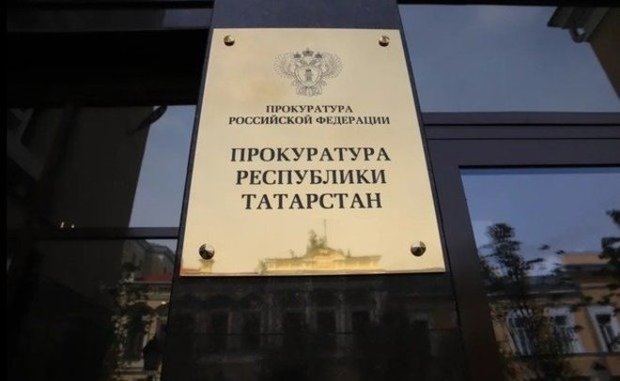 ПРОКУРАТУРА
РОССИЙСКОЙ ФЕДЕРАЦИИ
ПРОКУРАТУРА
РЕСПУБЛИКИ
ТАТАРСТАН